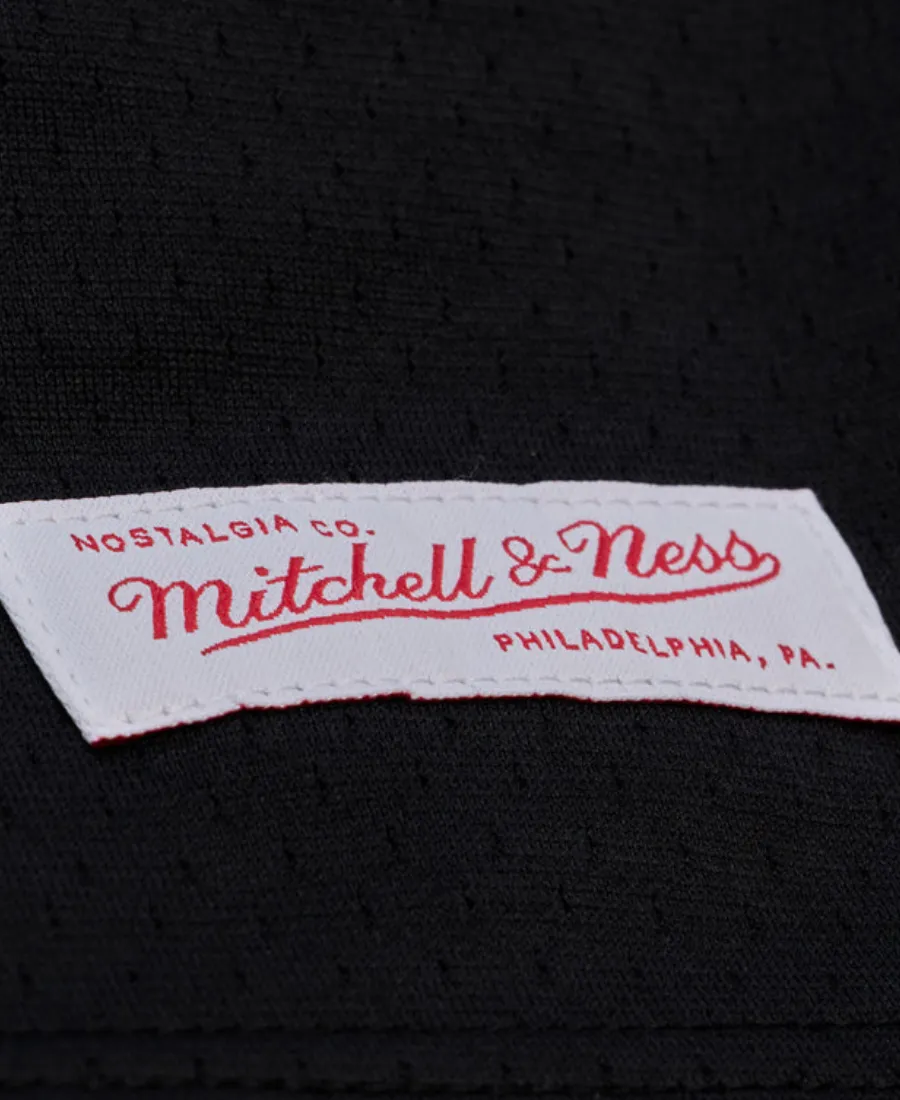 NOSTALGIA CO.
Mitchell & Ness
PHILADELPHIA, PA.